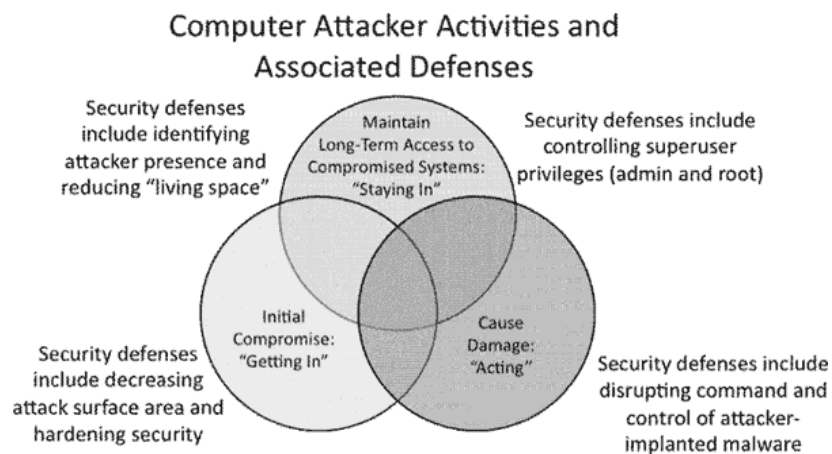 Computer Attacker Activities and
Associated Defenses
Security defenses
include identifying
attacker presence and
reducing “living space”
Maintain
Long-Term Access to
Compromised Systems:
“Staying In”
Security defenses include
controlling superuser
privileges (admin and root)
Initial
Compromise:
“Getting In”
Cause
Damage:
“Acting”
Security defenses
include decreasing
attack surface area and
hardening security
Security defenses include
disrupting command and
control of attacker-
implanted malware